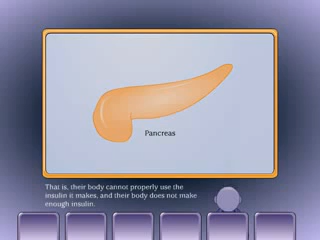 Pancreas
That is, their body cannot properly use the
insulin it makes, and their body does not make
enough insulin.